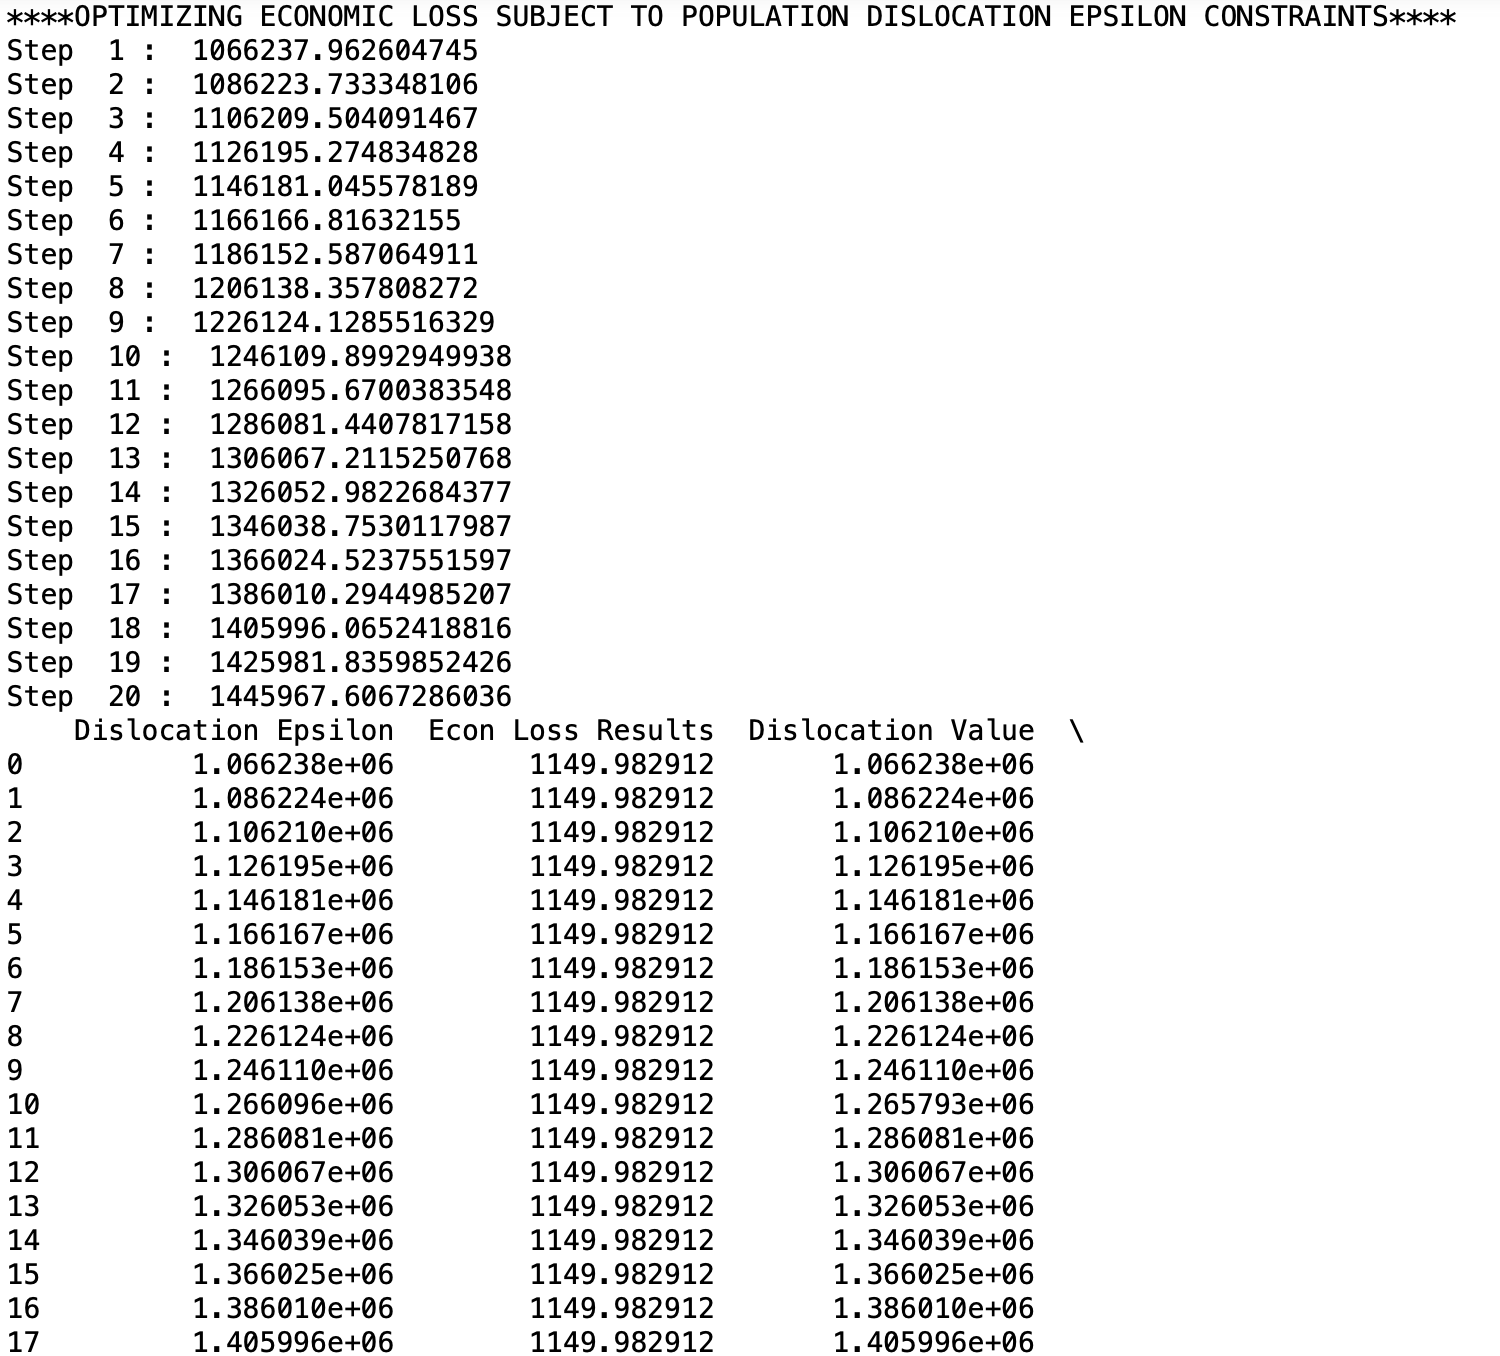 ****OPTIMIZING ECONOMIC LOSS SUBJECT TO POPULATION DISLOCATION EPSILON CONSTRAINTS****
Step  1 :  1066237.962604745
Step  2 :  1086223.733348106
Step  3 :  1106209.504091467
Step  4 :  1126195.274834828
Step  5 :  1146181.045578189
Step  6 :  1166166.81632155
Step  7 :  1186152.587064911
Step  8 :  1206138.357808272
Step  9 :  1226124.1285516329
Step  10 :  1246109.8992949938
Step  11 :  1266095.6700383548
Step  12 :  1286081.4407817158
Step  13 :  1306067.2115250768
Step  14 :  1326052.9822684377
Step  15 :  1346038.7530117987
Step  16 :  1366024.5237551597
Step  17 :  1386010.2944985207
Step  18 :  1405996.0652418816
Step  19 :  1425981.8359852426
Step  20 :  1445967.6067286036
    Dislocation Epsilon  Econ Loss Results  Dislocation Value  \
0          1.066238e+06        1149.982912       1.066238e+06
1          1.086224e+06        1149.982912       1.086224e+06
2          1.106210e+06        1149.982912       1.106210e+06
3          1.126195e+06        1149.982912       1.126195e+06
4          1.146181e+06        1149.982912       1.146181e+06
5          1.166167e+06        1149.982912       1.166167e+06
6          1.186153e+06        1149.982912       1.186153e+06
7          1.206138e+06        1149.982912       1.206138e+06
8          1.226124e+06        1149.982912       1.226124e+06
9          1.246110e+06        1149.982912       1.246110e+06
10         1.266096e+06        1149.982912       1.265793e+06
11         1.286081e+06        1149.982912       1.286081e+06
12         1.306067e+06        1149.982912       1.306067e+06
13         1.326053e+06        1149.982912       1.326053e+06
14         1.346039e+06        1149.982912       1.346039e+06
15         1.366025e+06        1149.982912       1.366025e+06
16         1.386010e+06        1149.982912       1.386010e+06
17         1.405996e+06        1149.982912       1.405996e+06